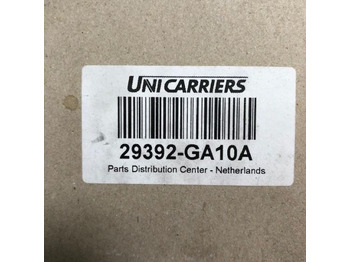 UNICARRIERS
29392-GA10A
Parts Distribution Center - Netherlands